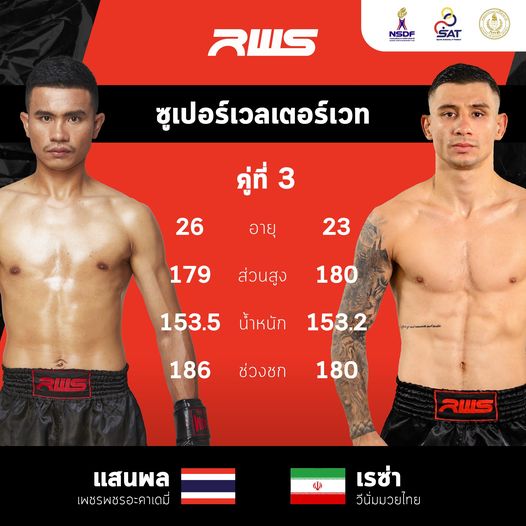 RWS
NSDF
SAT
ซูเปอร์เวลเตอร์เวท
คู่ที่ 3
26 อายุ 23
179 ส่วนสูง 180
153.5 น้ำหนัก 153.2
186 ช่วงชก 180
RWS
RWS
แสนพล
เพชรพชรอะคาเดมี่
เรซ่า
วีนั่มมวยไทย